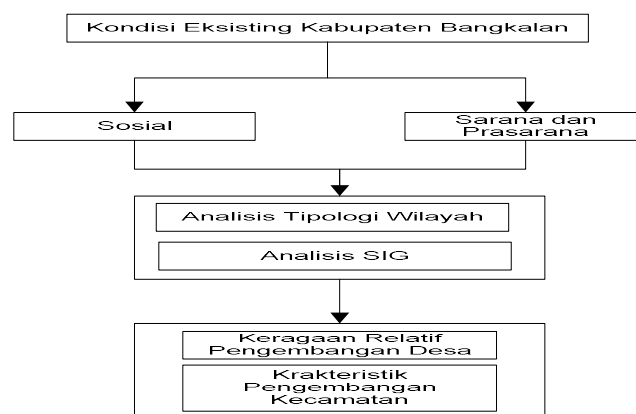 Kondisi Eksisting Kabupaten Bangkalan
Sosial
Sarana dan
Prasarana
Analisis Tipologi Wilayah
Analisis SIG
Keragaan Relatif
Pengembangan Desa
Krakteristik
Pengembangan
Kecamatan